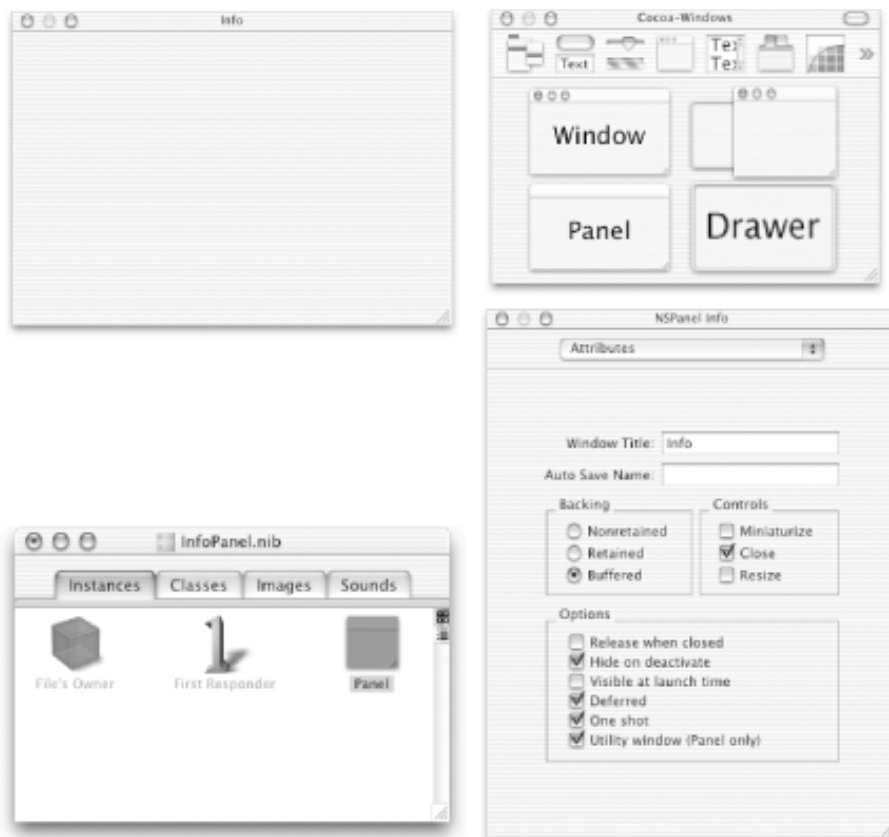 Info
Cocoa-Windows
Text
Window
Panel
Drawer
NSPanel Info
Attributes
Window Title: Info
Auto Save Name:
Backing
Nonretained
Retained
Buffered
Controls
Miniaturize
Close
Resize
Options
Release when closed
Hide on deactivate
Visible at launch time
Deferred
One shot
Utility window (Panel only)
InfoPanel.nib
Instances Classes Images Sounds
File's Owner First Responder Panel